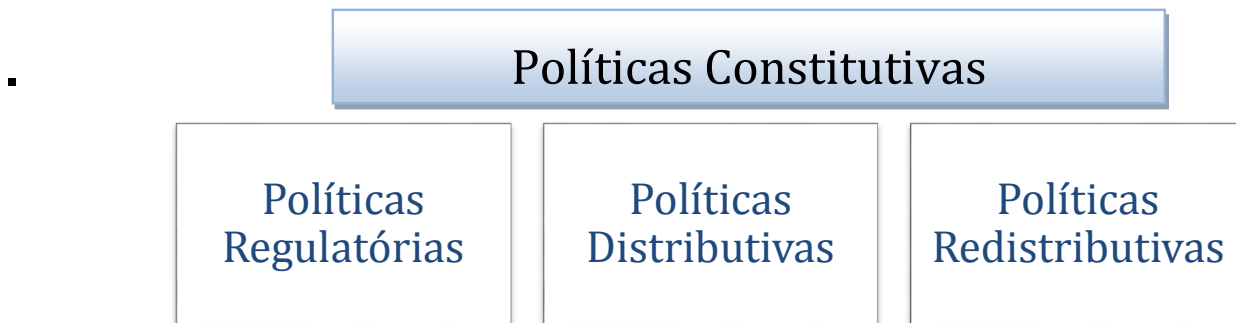 Políticas Constitutivas
Políticas
Regulatórias
Políticas
Distributivas
Políticas
Redistributivas